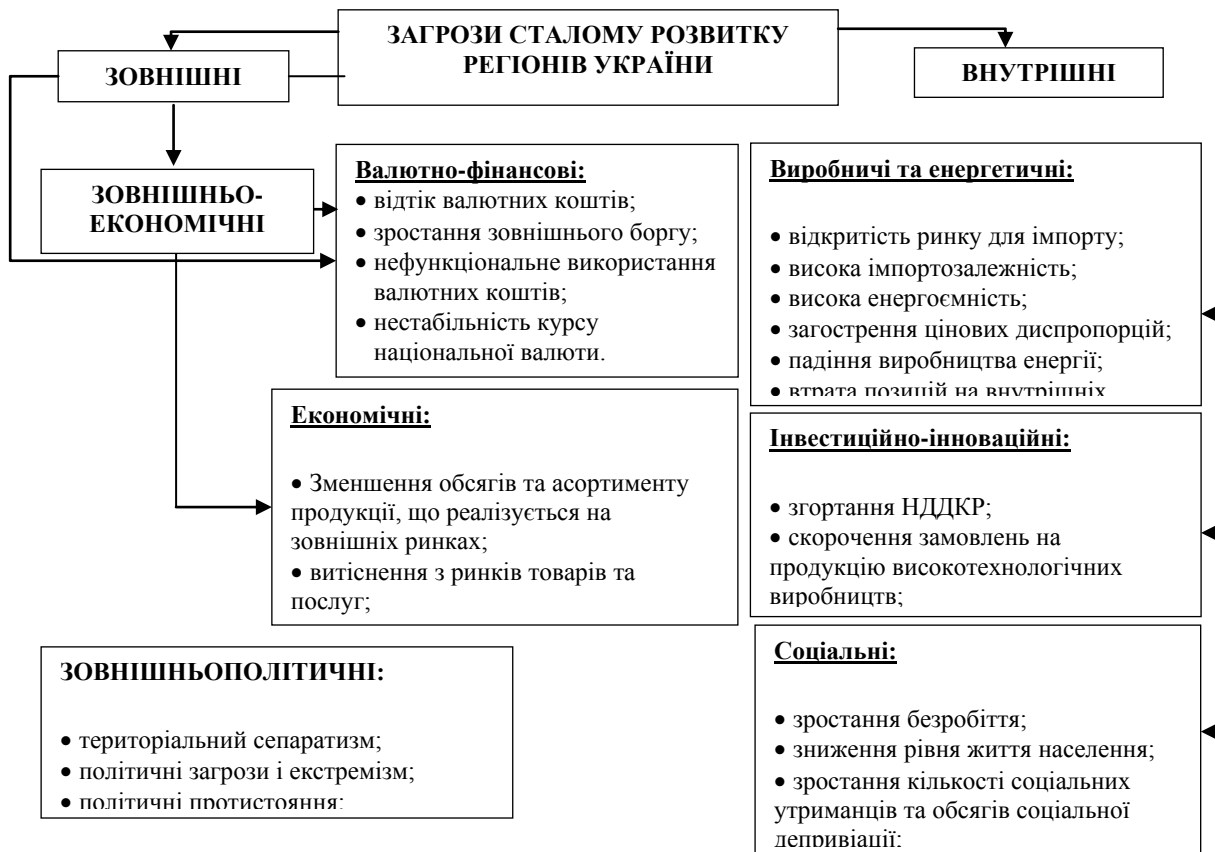 ЗАГРОЗИ СТАЛОМУ РОЗВИТКУ
РЕГІОНІВ УКРАЇНИ
ЗОВНІШНІ
ВНУТРІШНІ
ЗОВНІШНЬО-
ЕКОНОМІЧНІ
Валютно-фінансові:
• відтік валютних коштів;
• зростання зовнішнього боргу;
• нефункціональне використання
валютних коштів;
• нестабільність курсу
національної валюти.
Виробничі та енергетичні:
• відкритість ринку для імпорту;
• висока імпортозалежність;
• висока енергоємність;
• загострення цінових диспропорцій;
• падіння виробництва енергії;
• втрата позицій на внутрішніх
Економічні:
• Зменшення обсягів та асортименту
продукції, що реалізується на
зовнішніх ринках;
• витіснення з ринків товарів та
послуг;
Інвестиційно-інноваційні:
• згортання НДДКР;
• скорочення замовлень на
продукцію високотехнологічних
виробництв;
ЗОВНІШНЬОПОЛІТИЧНІ:
• територіальний сепаратизм;
• політичні загрози і екстремізм;
• політичні протистояння;
Соціальні:
• зростання безробіття;
• зниження рівня життя населення;
• зростання кількості соціальних
утриманців та обсягів соціальної
депривіації;